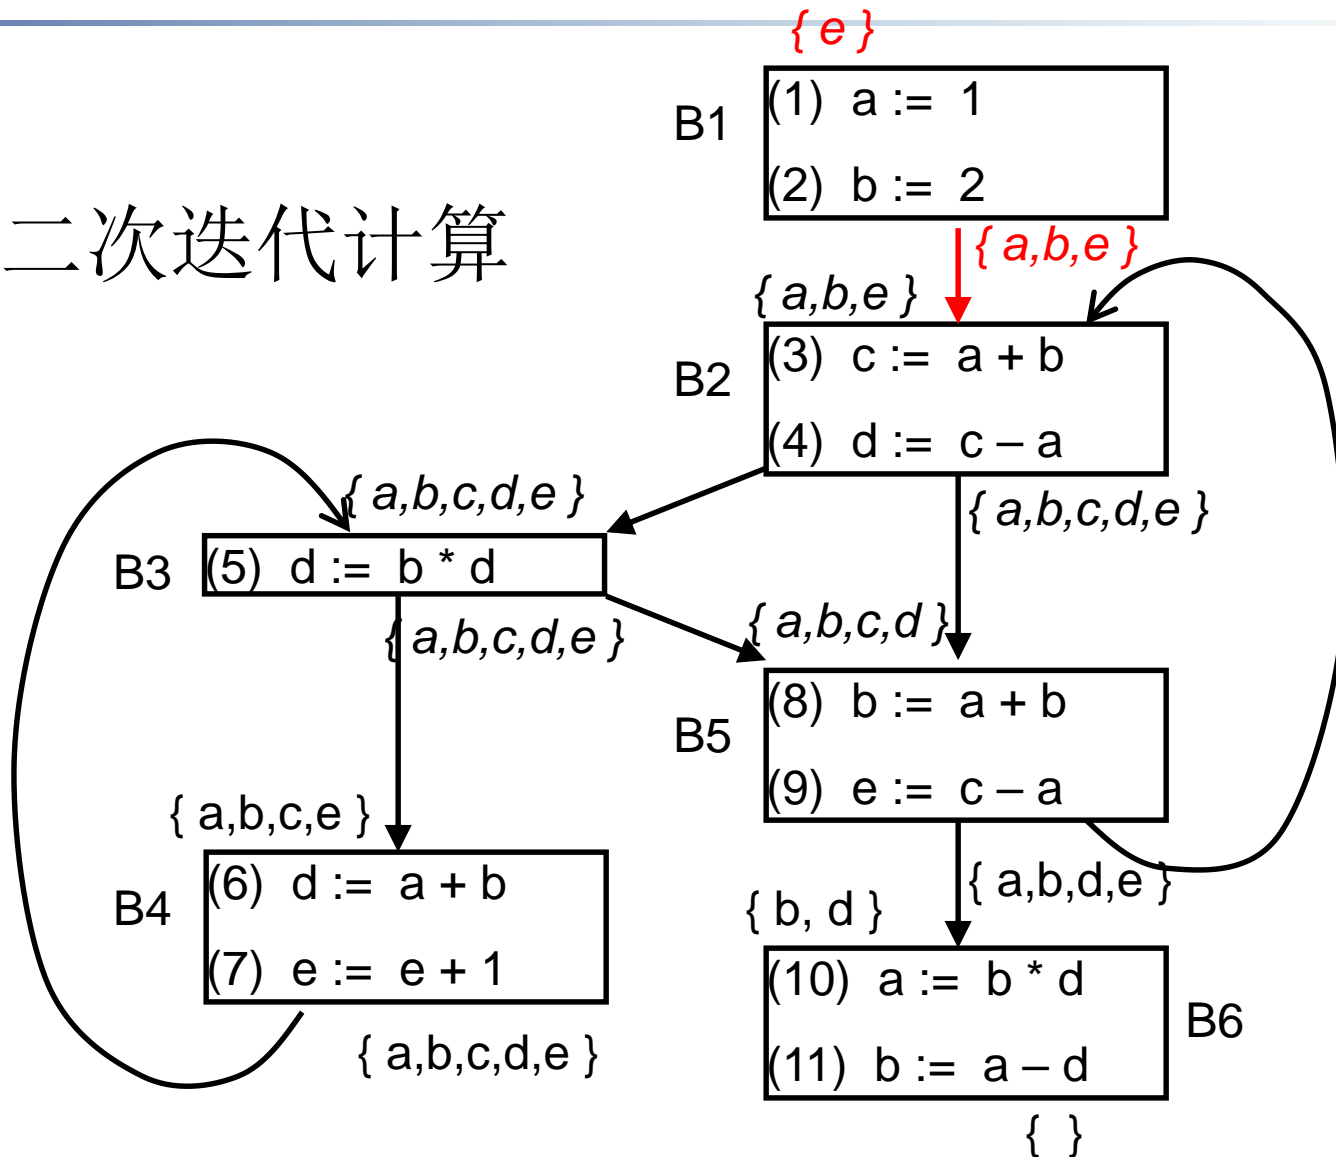 { e }
B1
(1) a := 1
(2) b := 2
二次迭代计算
{ a,b,e }
{ a,b,e }
B2
(3) c := a + b
(4) d := c – a
{ a,b,c,d,e }
{ a,b,c,d,e }
B3
(5) d := b * d
{ a,b,c,d,e }
{ a,b,c,d }
B5
(8) b := a + b
(9) e := c – a
{ a,b,c,e }
B4
(6) d := a + b
(7) e := e + 1
{ a,b,c,d,e }
{ a,b,d,e }
{ b, d }
(10) a := b * d
(11) b := a – d
B6
{ }